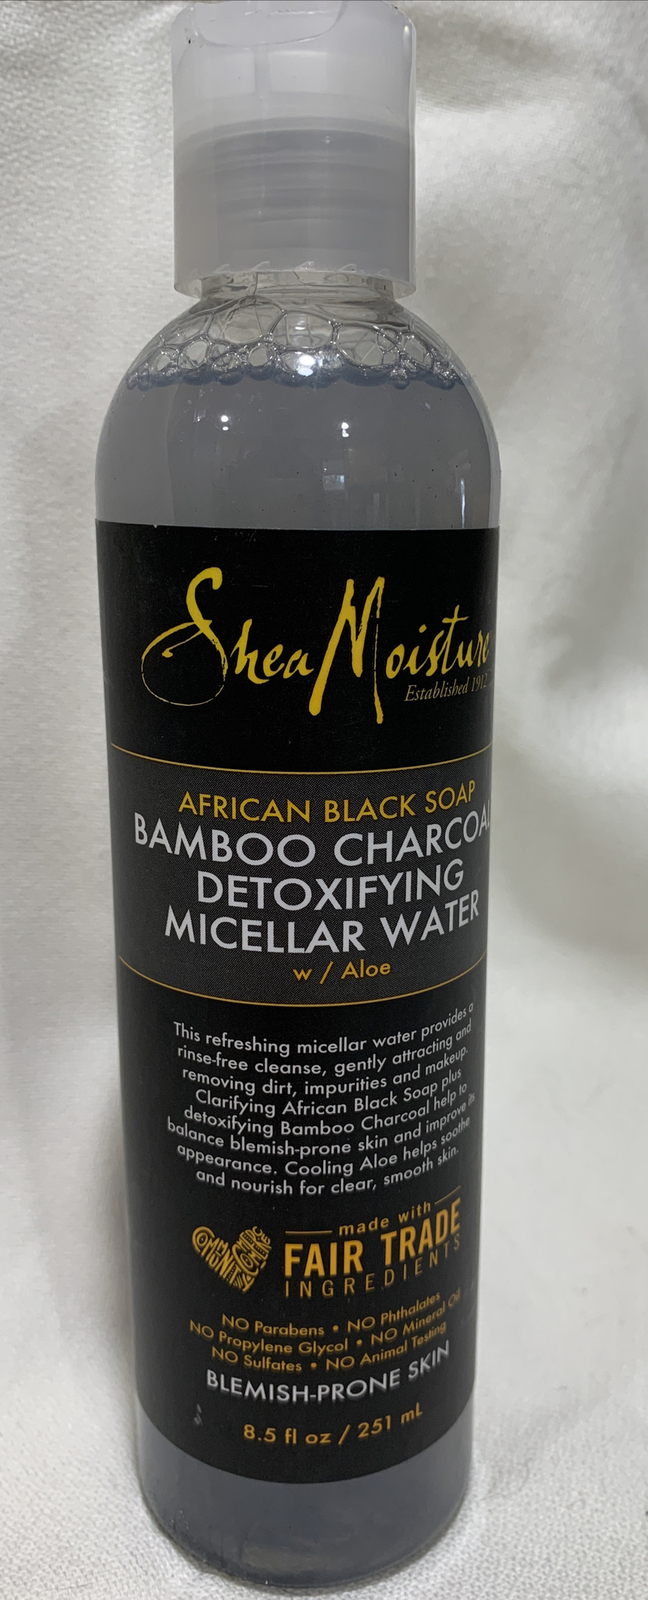 Shea Moisture
Established 1912
AFRICAN BLACK SOAP
BAMBOO CHARCOAL
DETOXIFYING
MICELLAR WATER
w / Aloe
This refreshing micellar water provides a
rinse-free cleanse, gently attracting and
removing dirt, impurities and makeup.
Clarifying African Black Soap plus
detoxifying Bamboo Charcoal help to
balance blemish-prone skin and improve its
appearance. Cooling Aloe helps soothe
and nourish for clear, smooth skin.
COMMUNITY COMMERCE
made with
FAIR TRADE
INGREDIENTS
NO Parabens • NO Phthalates
NO Propylene Glycol • NO Mineral Oil
NO Sulfates • NO Animal Testing
BLEMISH-PRONE SKIN
8.5 fl oz / 251 mL